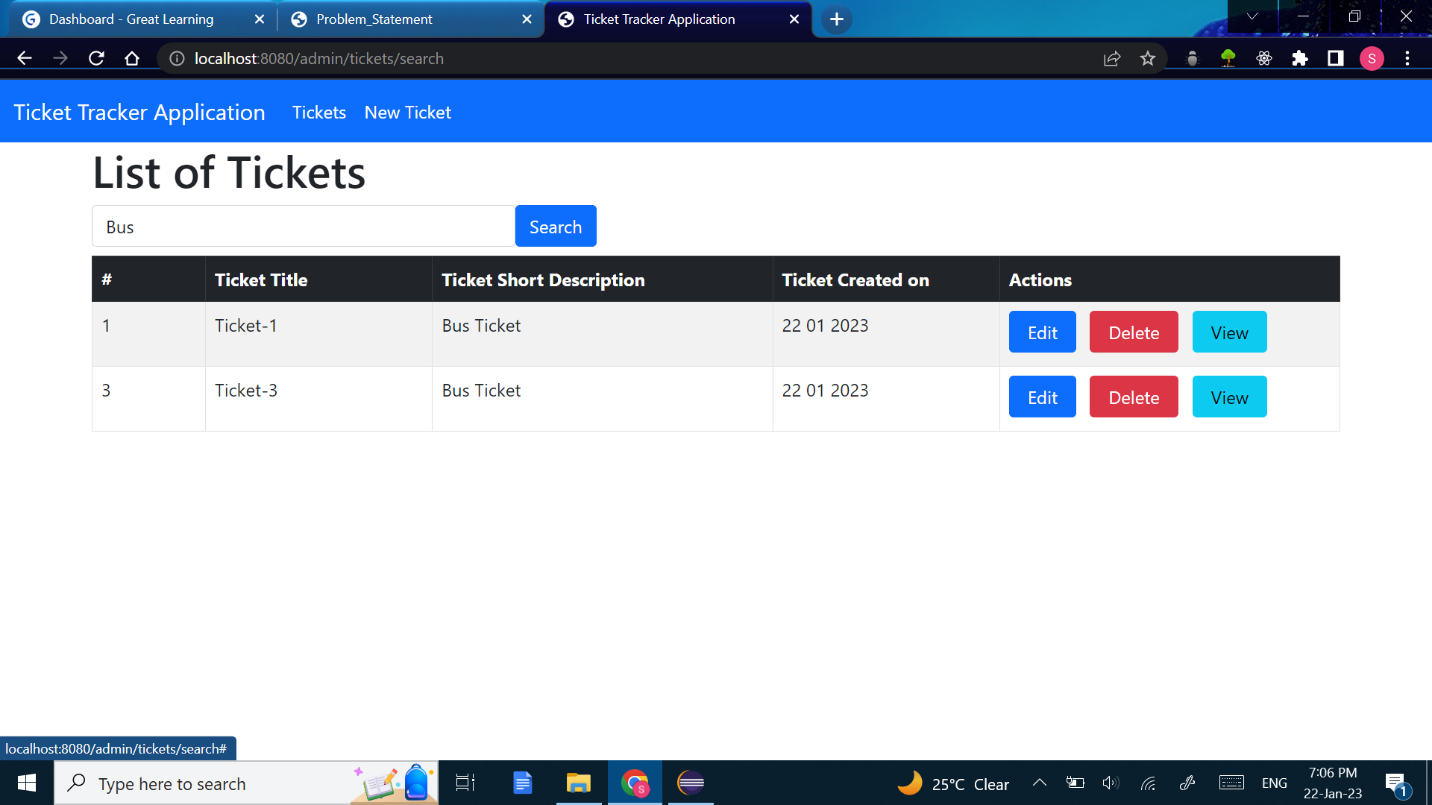 Dashboard - Great Learning
Problem_Statement
Ticket Tracker Application
localhost:8080/admin/tickets/search
S
Ticket Tracker Application Tickets New Ticket
List of Tickets
Bus Search
# Ticket Title Ticket Short Description Ticket Created on Actions
1 Ticket-1 Bus Ticket 22 01 2023 Edit Delete View
3 Ticket-3 Bus Ticket 22 01 2023 Edit Delete View
localhost:8080/admin/tickets/search#
Type here to search
S
25°C Clear
ENG
7:06 PM
22-Jan-23
1